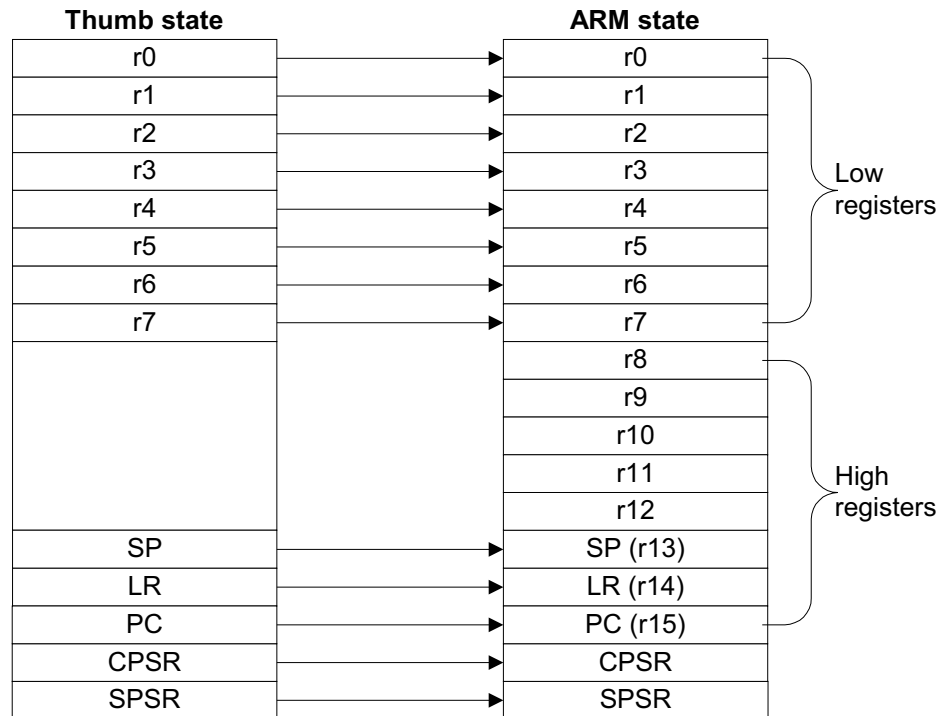 Thumb state ARM state
r0 r0
r1 r1
r2 r2
r3 r3
r4 r4
r5 r5
r6 r6
r7 r7
Low
registers
r8
r9
r10
r11
r12
High
registers
SP SP (r13)
LR LR (r14)
PC PC (r15)
CPSR CPSR
SPSR SPSR